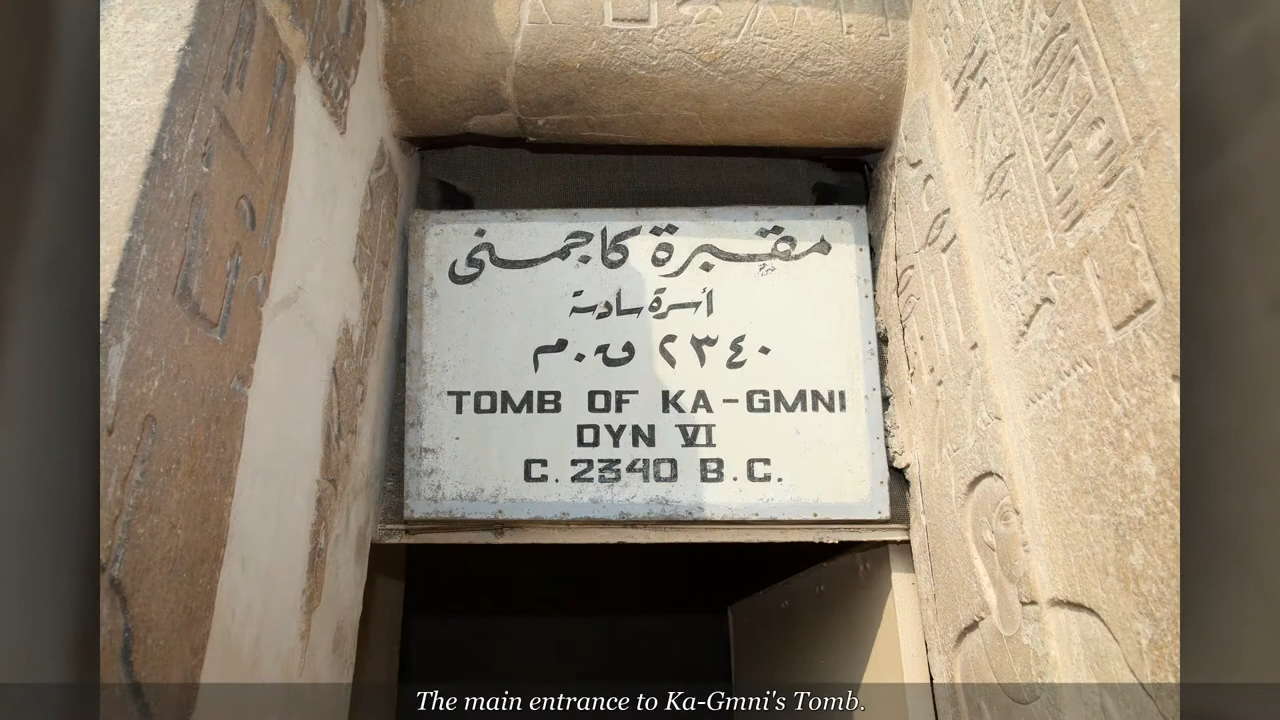 مقبرة كاجمنى
أسرة سادسة
٢٣٤٠ ق.م
TOMB OF KA-GMNI
DYN VI
C.2340 B.C.
The main entrance to Ka-Gmni's Tomb.